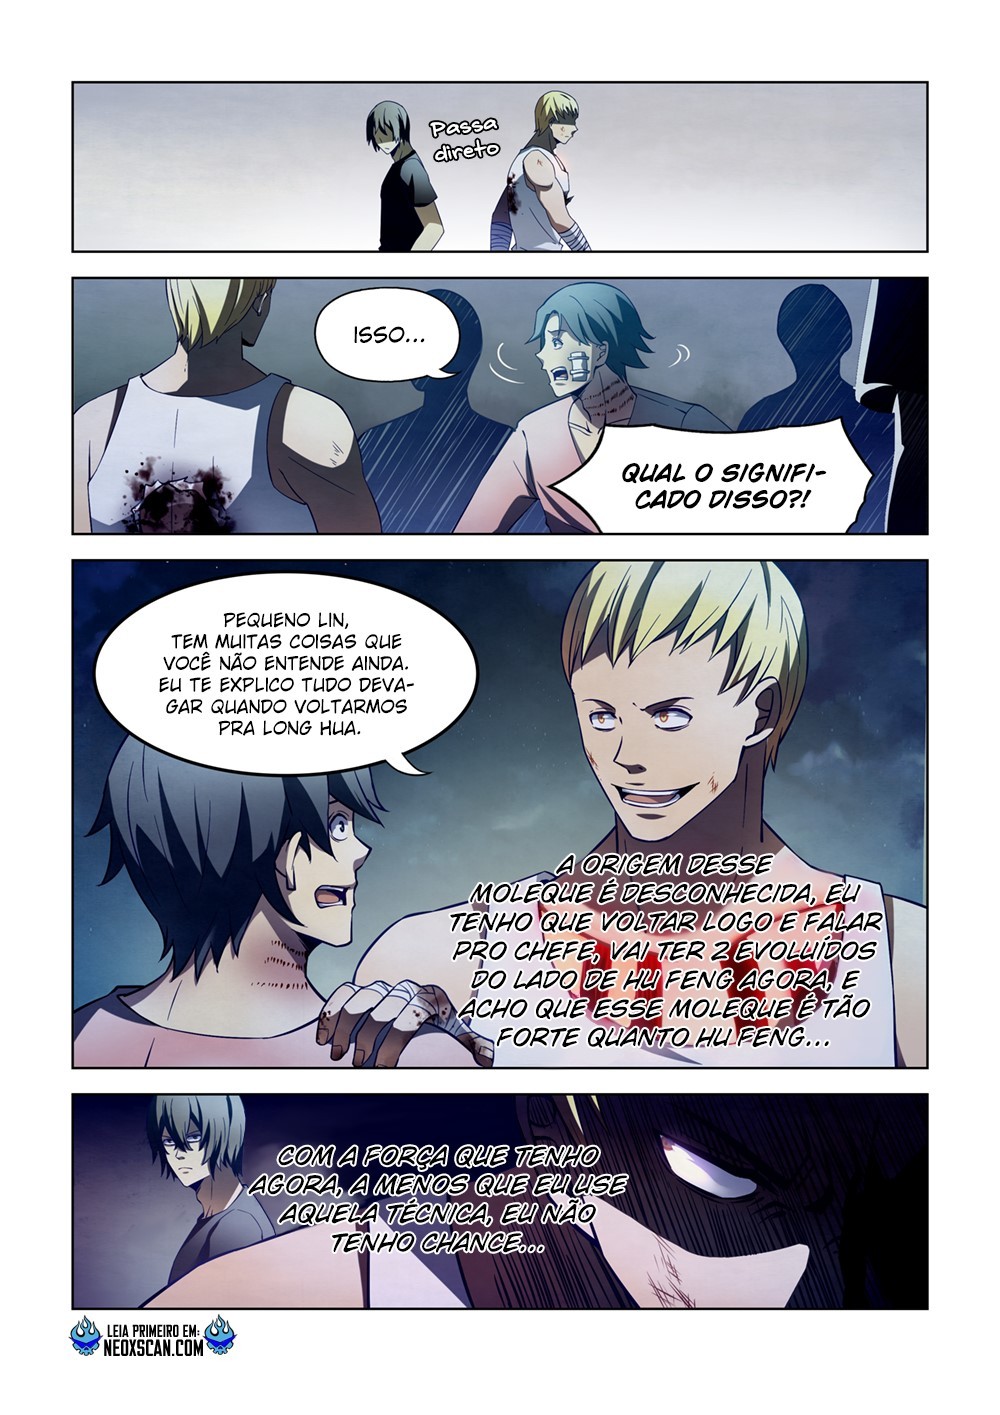 Passa
direto
ISSO...
QUAL O SIGNIFI-
CADO DISSO?!
PEQUENO LIN,
TEM MUITAS COISAS QUE
VOCÊ NÃO ENTENDE AINDA.
EU TE EXPLICO TUDO DEVA-
GAR QUANDO VOLTARMOS
PRA LONG HUA.
A ORIGEM DESSE
MOLEQUE É DESCONHECIDA, EU
TENHO QUE VOLTAR LOGO E FALAR
PRO CHEFE, VAI TER 2 EVOLUÍDOS
DO LADO DE HU FENG AGORA, E
ACHO QUE ESSE MOLEQUE É TÃO
FORTE QUANTO HU FENG...
COM A FORÇA QUE TENHO
AGORA, A MENOS QUE EU USE
AQUELA TÉCNICA, EU NÃO
TENHO CHANCE...
LEIA PRIMEIRO EM:
NEOXSCAN.COM